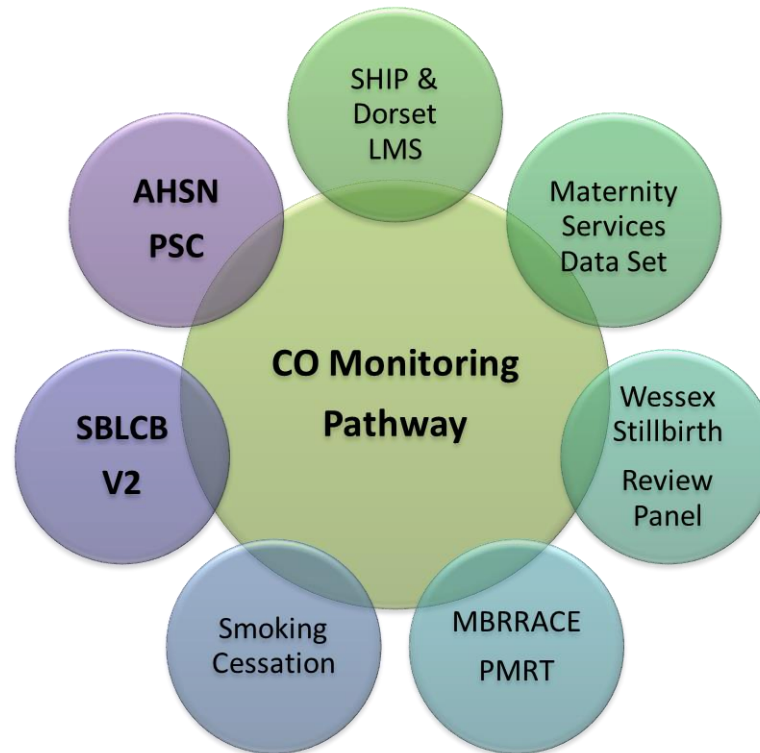 SHIP &
Dorset
LMS
Maternity
Services
Data Set
Wessex
Stillbirth
Review
Panel
MBRRACE
PMRT
Smoking
Cessation
SBLCB
V2
AHSN
PSC
CO Monitoring
Pathway